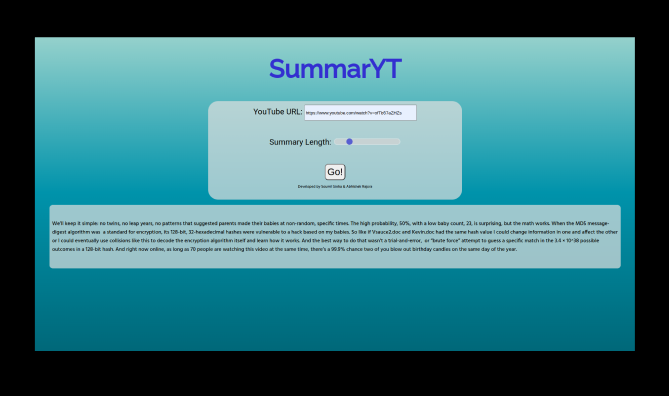 SummarYT
YouTube URL: https://www.youtube.com/watch?v=
Summary Length:
Go!
Developed by &  Abhishek
We'll keep it simple: no twins, no leap years, no patterns that suggested parents made their babies at non-random, specific times. The high probability, 50%, with a low baby count, 23, is surprising, but the math works. When the MD5 message-
digest algorithm was a standard for encryption, its 128-bit, 32-hexadecimal hashes were vulnerable to a hack based on my babies. So like if Vsauce2.doc and Kevin.doc had the same hash value I could change information in one and affect the other
or I could eventually use collisions like this to decode the encryption algorithm itself and learn how it works. And the best way to do that wasn't a trial-and-error, or "brute force" attempt to guess a specific match in the 3.4 * 10^38 possible
outcomes in a 128-bit hash. And right now online, as long as 70 people are watching this video at the same time, there's a 99.9% chance two of you blow out birthday candles on the same day of the year.